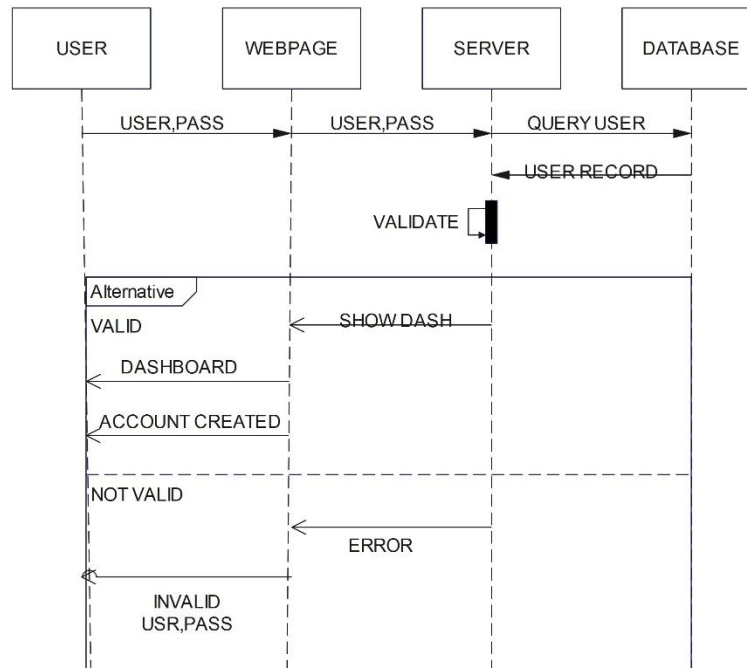 USER
WEBPAGE
SERVER
DATABASE
USER,PASS
USER,PASS
QUERY USER
USER RECORD
VALIDATE
Alternative
VALID
SHOW DASH
DASHBOARD
ACCOUNT CREATED
NOT VALID
ERROR
INVALID
USR,PASS